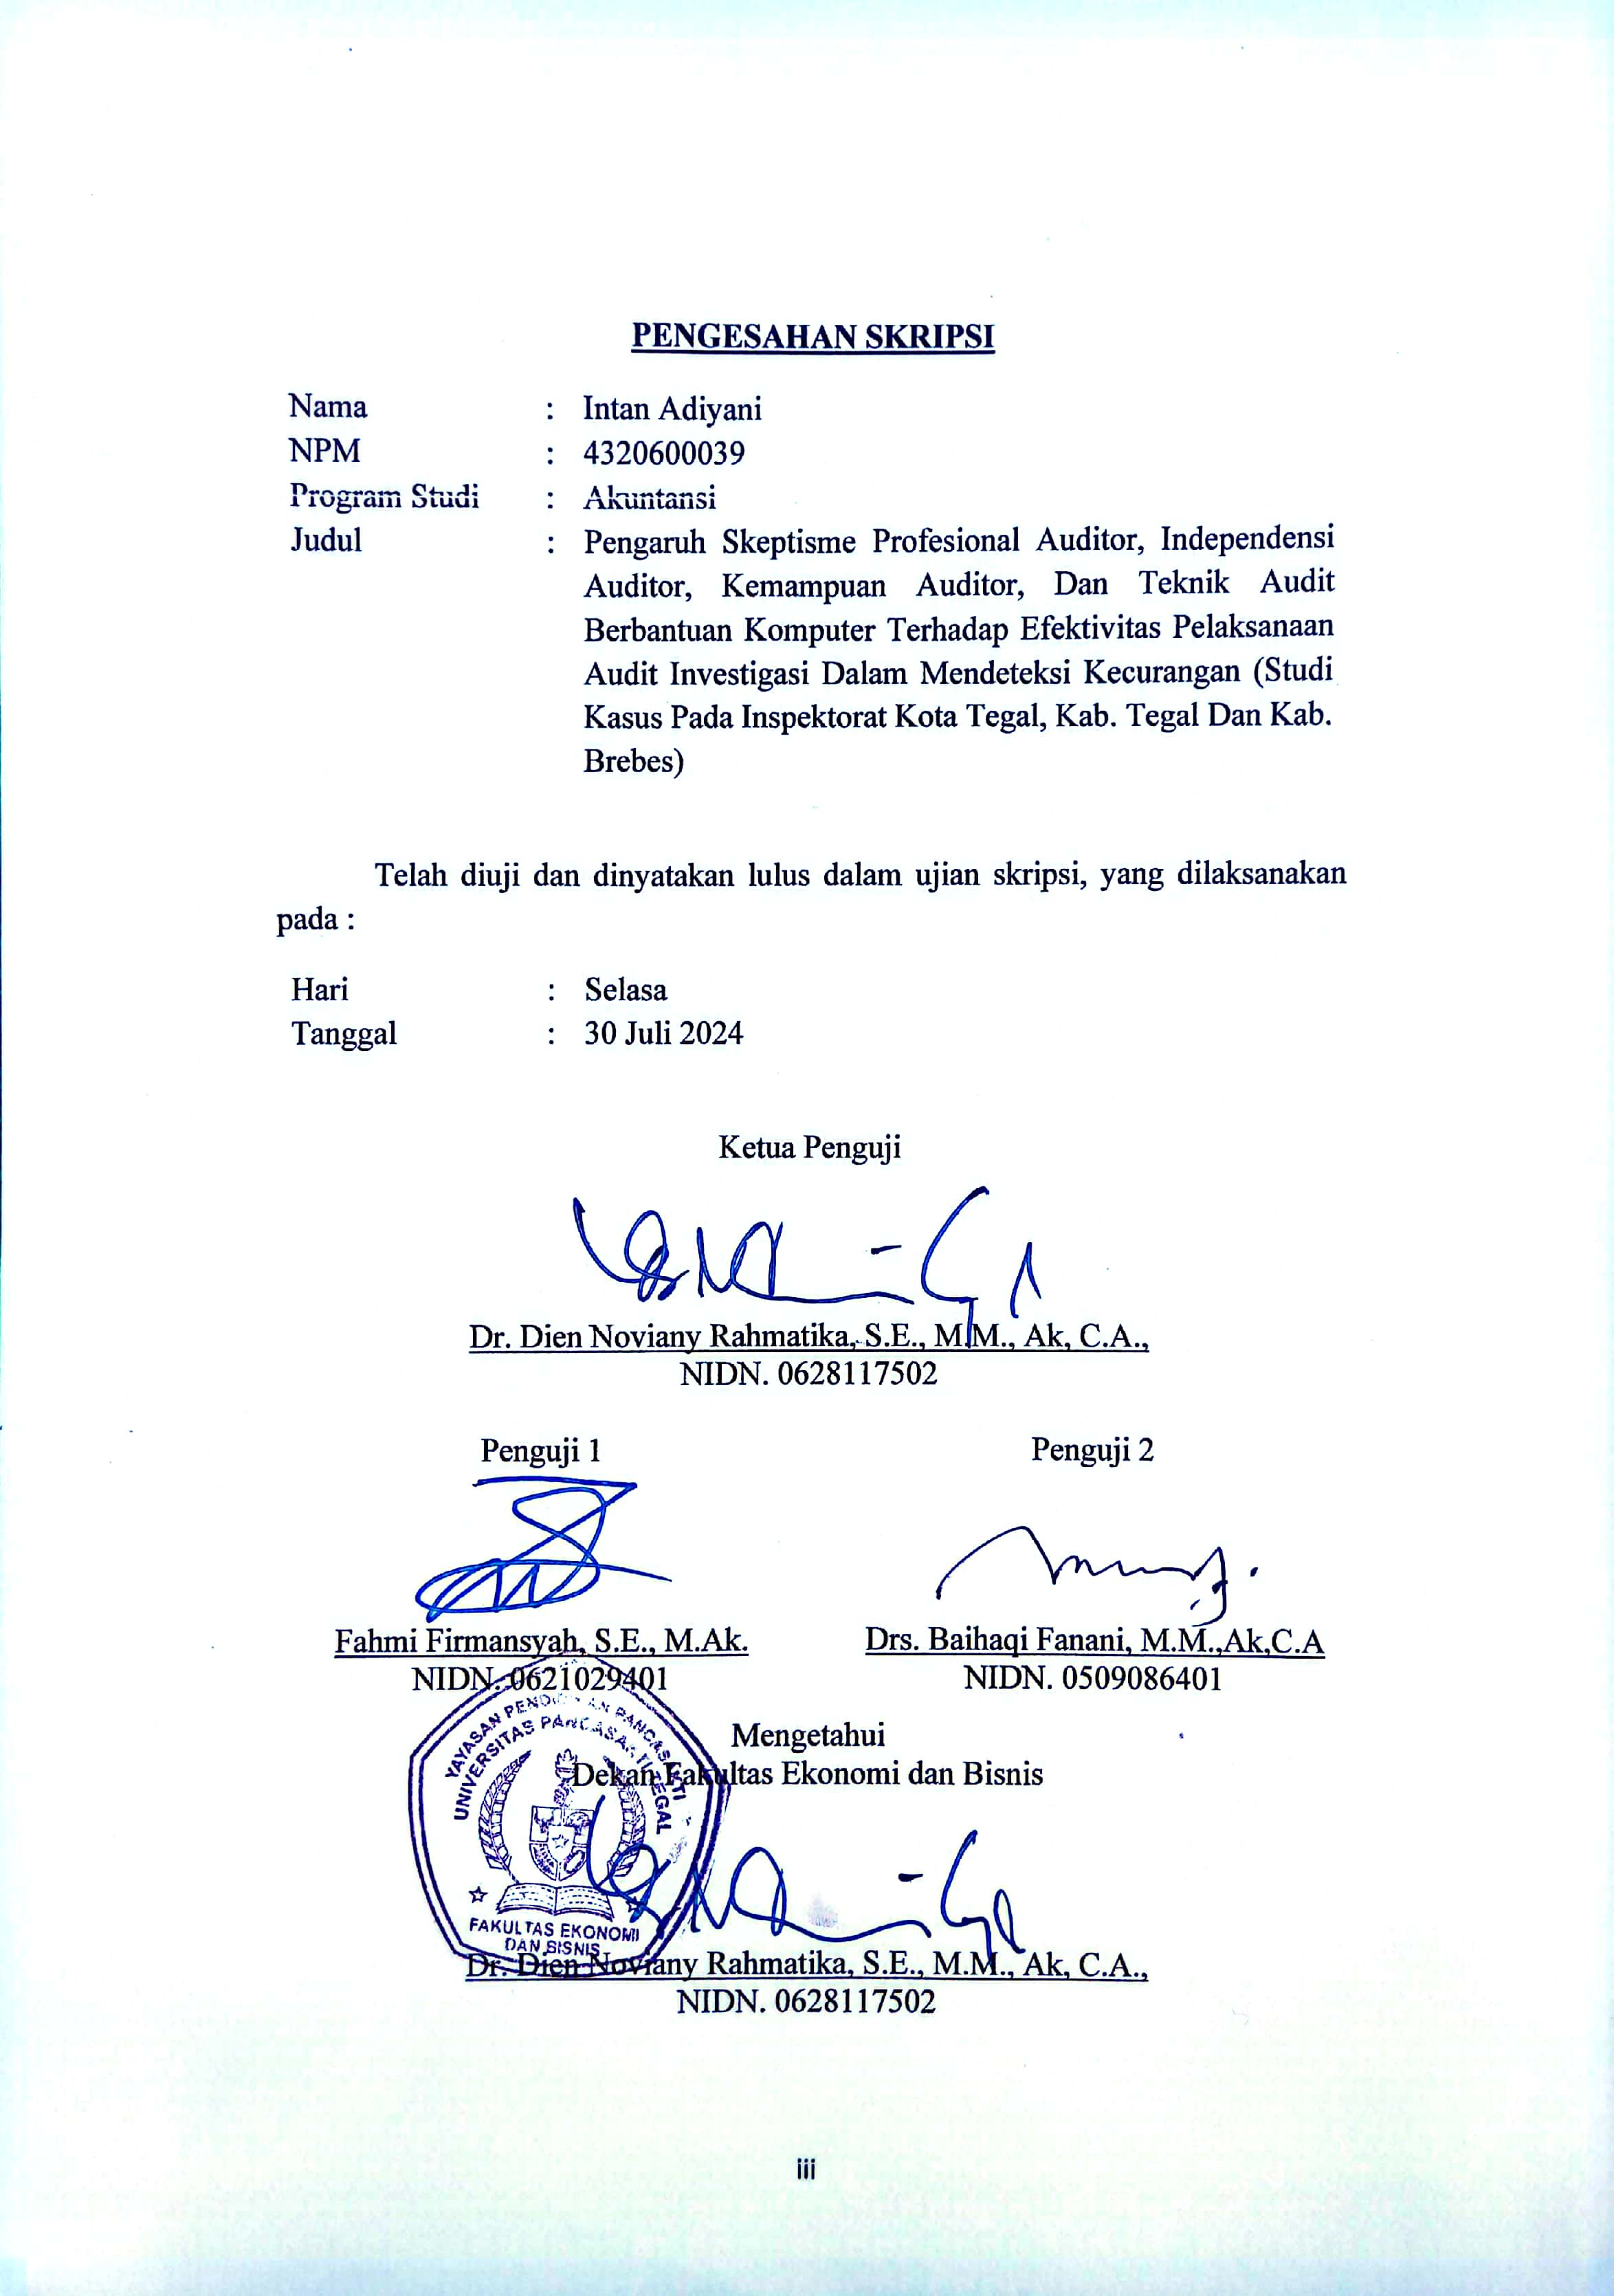 PENGESAHAN SKRIPSI
Nama : Intan Adiyani
NPM : 4320600039
Program Studi : Akuntansi
Judul : Pengaruh Skeptisme Profesional Auditor, Independensi
Auditor, Kemampuan Auditor, Dan Teknik Audit
Berbantuan Komputer Terhadap Efektivitas Pelaksanaan
Audit Investigasi Dalam Mendeteksi Kecurangan (Studi
Kasus Pada Inspektorat Kota Tegal, Kab. Tegal Dan Kab.
Brebes)
Telah diuji dan dinyatakan lulus dalam ujian skripsi, yang dilaksanakan
pada :
Hari : Selasa
Tanggal : 30 Juli 2024
Ketua Penguji
Dr. Dien Noviany Rahmatika, S.E., M.M., Ak, C.A.,
NIDN. 0628117502
Penguji 1 Penguji 2
Fahmi Firmansyah, S.E., M.Ak. Drs. Baihaqi Fanani, M.M.,Ak,C.A
NIDN. 0621029401 NIDN. 0509086401
YAYASAN PENDIDIKAN PANCASAKTI
UNIVERSITAS PANCASAKTI TEGAL
Mengetahui
Dekan Fakultas Ekonomi dan Bisnis
FAKULTAS EKONOMI
DAN BISNIS
Dr. Dien Noviany Rahmatika, S.E., M.M., Ak, C.A.,
NIDN. 0628117502
iii